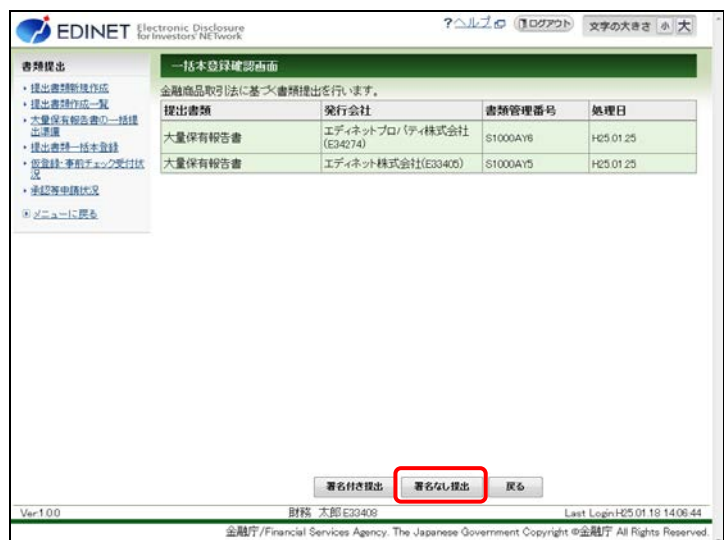 EDINET Electronic Disclosure for Investors' NETwork
?ヘルプ ログアウト 文字の大きさ 小 大
書類提出
・提出書類新規作成
・提出書類作成一覧
・大量保有報告書の一括提
出準備
・提出書類一括本登録
・仮登録・事前チェック受付状
況
・承認等申請状況
メニューに戻る
一括本登録確認画面
金融商品取引法に基づく書類提出を行います。
提出書類 発行会社 書類管理番号 処理日
大量保有報告書 エディネットプロパティ株式会社(E34274) S1000AY6 H25.01.25
大量保有報告書 エディネット株式会社(E33405) S1000AY5 H25.01.25
署名付き提出 署名なし提出 戻る
Ver.1.0.0 財務 太郎 E33408 Last Login:H25.01.18 14:06:44
金融庁/Financial Services Agency. The Japanese Government Copyright ©金融庁 All Rights Reserved.